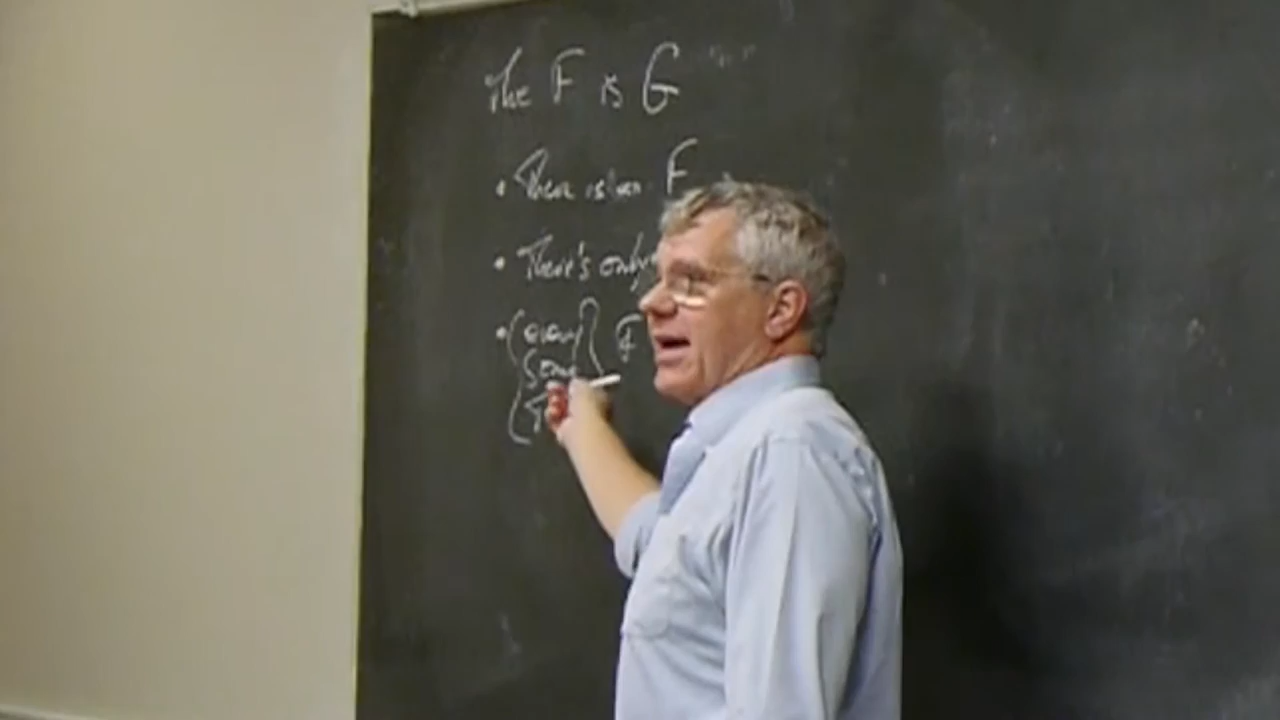 The F is G
• There is an F
• There's only
• { every } F
Some
T